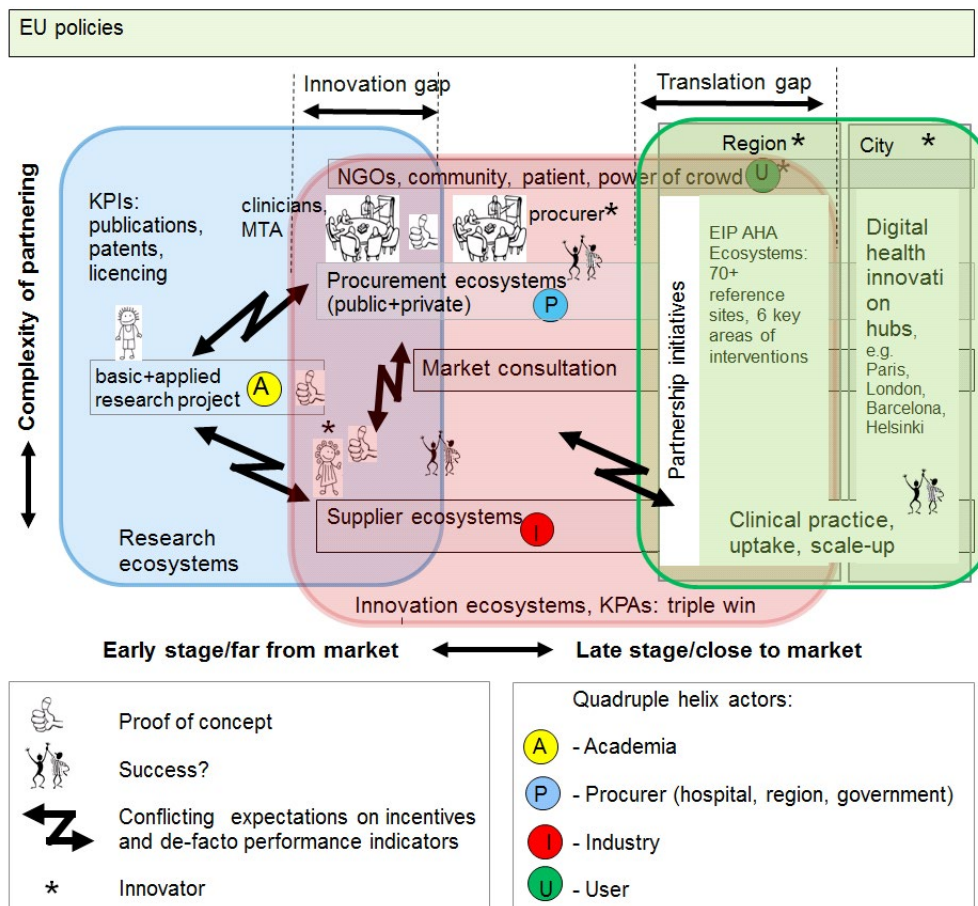 EU policies
Innovation gap
Translation gap
Region *
City *
NGOs, community, patient, power of crowd
U *
KPIs:
publications,
patents,
licencing
clinicians,
MTA
procurer*
Procurement ecosystems
(public+private)
P
Complexity of partnering
basic+applied
research project
A
Market consultation
*
Supplier ecosystems
I
Research
ecosystems
Partnership initiatives
EIP AHA
Ecosystems:
70+
reference
sites, 6 key
areas of
interventions
Digital
health
innovati
on
hubs,
e.g.
Paris,
London,
Barcelona,
Helsinki
Clinical practice,
uptake, scale-up
Innovation ecosystems, KPAs: triple win
Early stage/far from market
Late stage/close to market
Proof of concept
Success?
Conflicting expectations on incentives
and de-facto performance indicators
* Innovator
Quadruple helix actors:
A - Academia
P - Procurer (hospital, region, government)
I - Industry
U - User